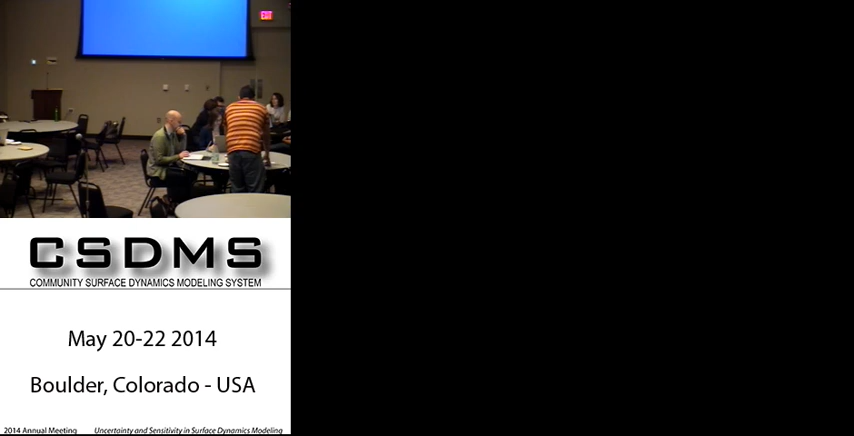 EXIT
CSDMS
COMMUNITY SURFACE DYNAMICS MODELING SYSTEM
May 20-22 2014
Boulder, Colorado - USA
2014 Annual Meeting Uncertainty and Sensitivity in Surface Dynamics Modeling